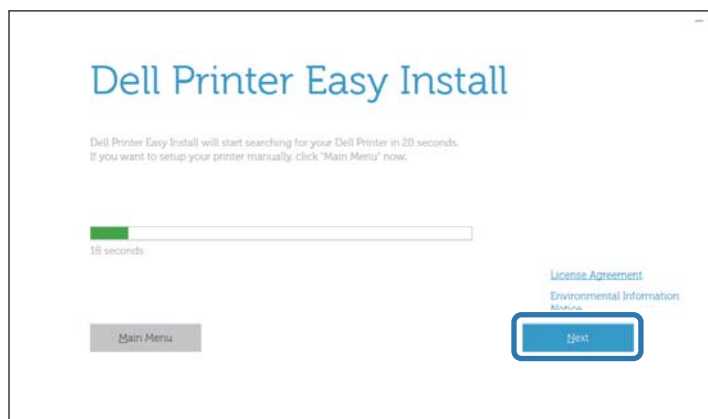 Dell Printer Easy Install
Dell Printer Easy Install will start searching for your Dell Printer in 20 seconds.
If you want to setup your printer manually, click "Main Menu" now.
18 seconds
License Agreement
Environmental Information
Notice
Main Menu
Next